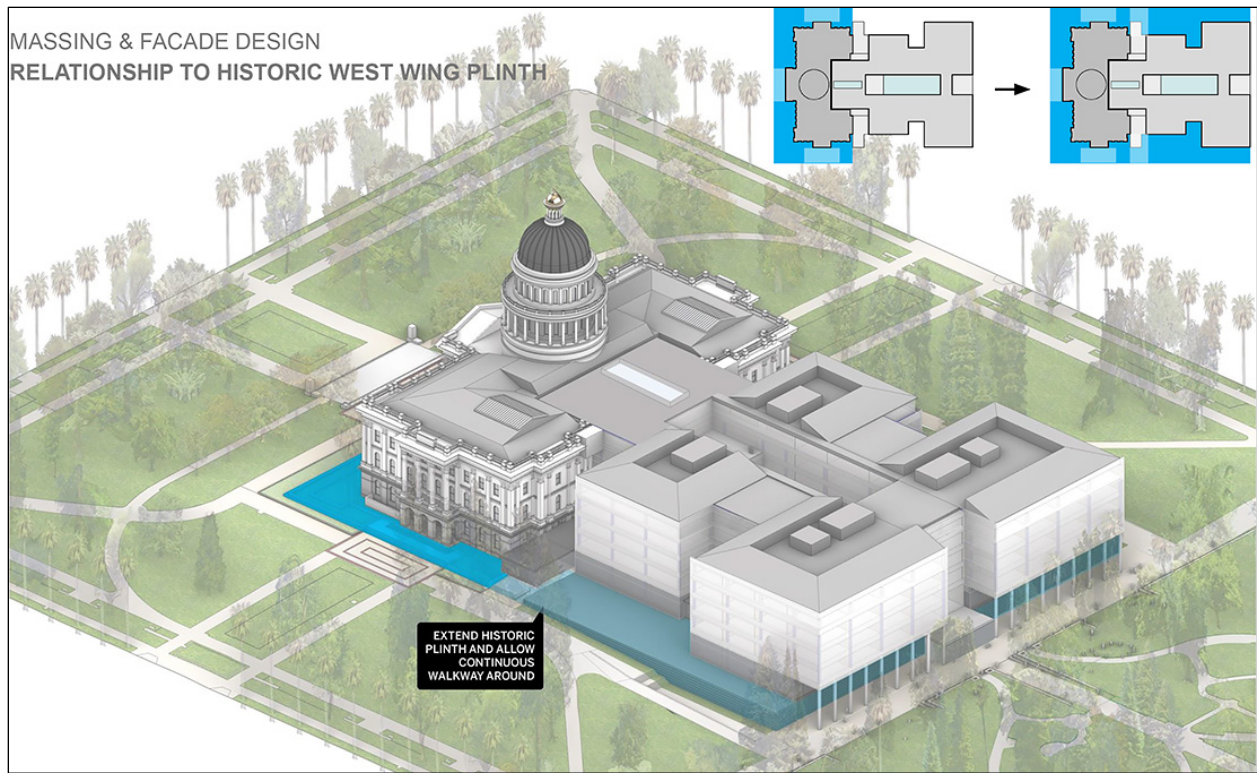 MASSING & FACADE DESIGN
RELATIONSHIP TO HISTORIC WEST WING PLINTH
EXTEND HISTORIC
PLINTH AND ALLOW
CONTINUOUS
WALKWAY AROUND